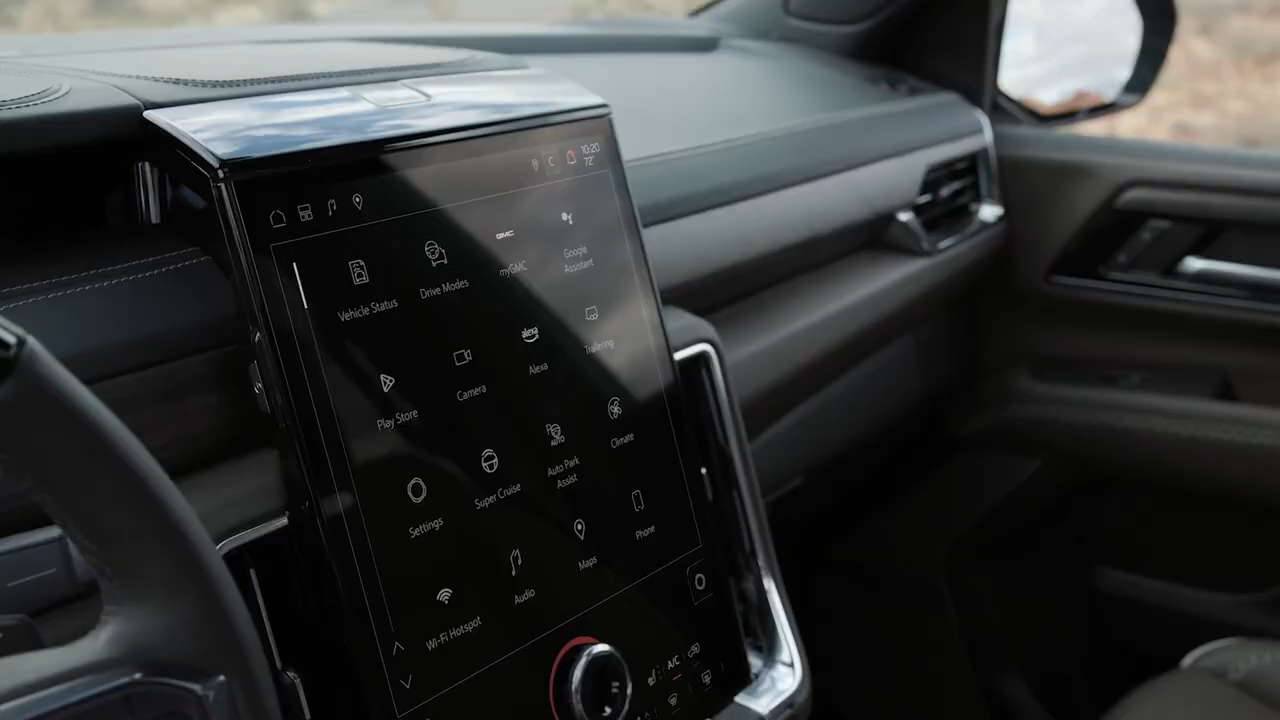 C
10:20
72°
Vehicle Status
Drive Modes
GMC
myGMC
Google
Assistant
Play Store
Camera
alexa
Alexa
Trailering
Settings
Super Cruise
AUTO
Auto Park
Assist
Climate
Wi-Fi Hotspot
Audio
Maps
Phone
A/C